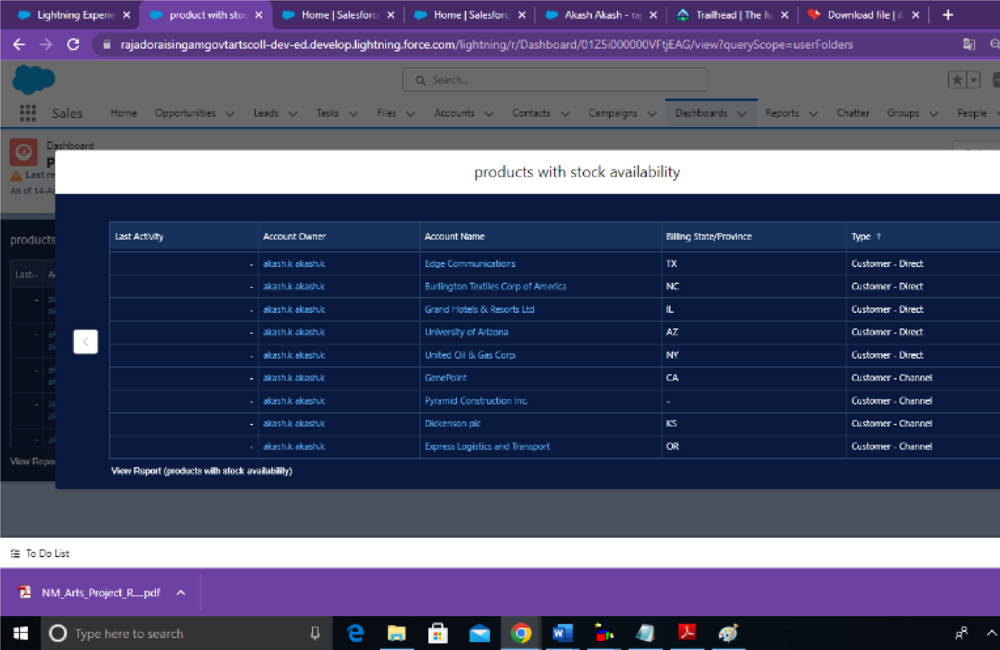 Lightning Experie
product with stoc
Home | Salesforc
Home | Salesforc
Akash Akash - raj
Trailhead | The fu
Download file | iL
rajadoraisingamgovtartscoll-dev-ed.develop.lightning.force.com/lightning/r/Dashboard/01Z5i000000VFtjEAG/view?queryScope=userFolders
Search...
Sales Home Opportunities Leads Tasks Files Accounts Contacts Campaigns Dashboards Reports Chatter Groups People
Dashboard
p
Last re
As of 14-Ap
products with stock availability
products
Last...
View Repo
Last Activity Account Owner Account Name Billing State/Province Type ↑
- akash.k akash.k Edge Communications TX Customer - Direct
- akash.k akash.k Burlington Textiles Corp of America NC Customer - Direct
- akash.k akash.k Grand Hotels & Resorts Ltd IL Customer - Direct
- akash.k akash.k University of Arizona AZ Customer - Direct
- akash.k akash.k United Oil & Gas Corp. NY Customer - Direct
- akash.k akash.k GenePoint CA Customer - Channel
- akash.k akash.k Pyramid Construction Inc. - Customer - Channel
- akash.k akash.k Dickenson plc KS Customer - Channel
- akash.k akash.k Express Logistics and Transport OR Customer - Channel
View Report (products with stock availability)
To Do List
NM_Arts_Project_R....pdf
Type here to search